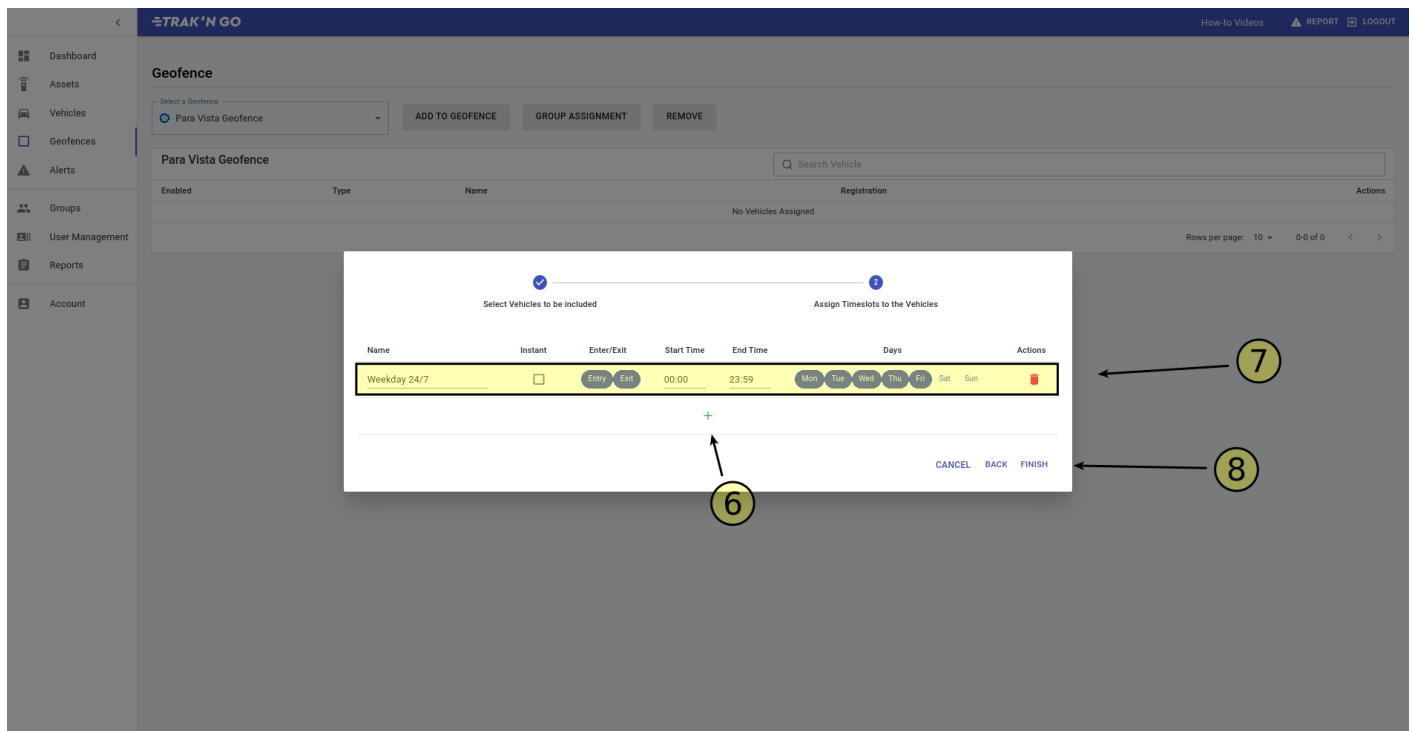 TRAK'N GO
How-to Videos
REPORT
LOGOUT
Dashboard
Assets
Vehicles
Geofences
Alerts
Groups
User Management
Reports
Account
Geofence
Select a Geofence
Para Vista Geofence
ADD TO GEOFENCE
GROUP ASSIGNMENT
REMOVE
Para Vista Geofence
Search Vehicle
Enabled Type Name Registration Actions
No Vehicles Assigned
Rows per page: 10 0-0 of 0
2
Select Vehicles to be included
Assign Timeslots to the Vehicles
Name Instant Enter/Exit Start Time End Time Days Actions
Weekday 24/7 Entry Exit 00:00 23:59 Mon Tue Wed Thu Fri Sat Sun
7
+
CANCEL BACK FINISH
8
6